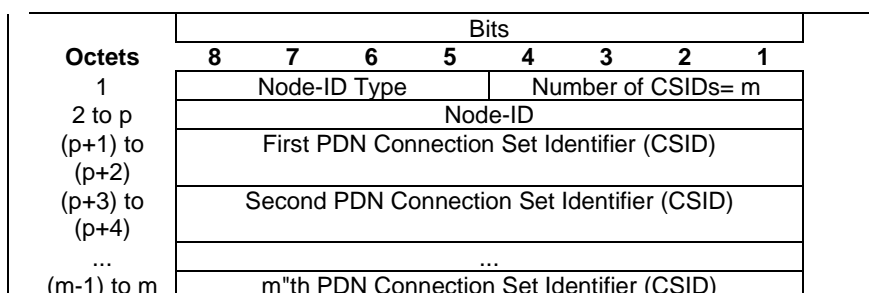 Bits
Octets 8 7 6 5 4 3 2 1
1 Node-ID Type Number of CSIDs= m
2 to p Node-ID
(p+1) to First PDN Connection Set Identifier (CSID)
(p+2)
(p+3) to Second PDN Connection Set Identifier (CSID)
(p+4)
... ...
(m-1) to m m"th PDN Connection Set Identifier (CSID)